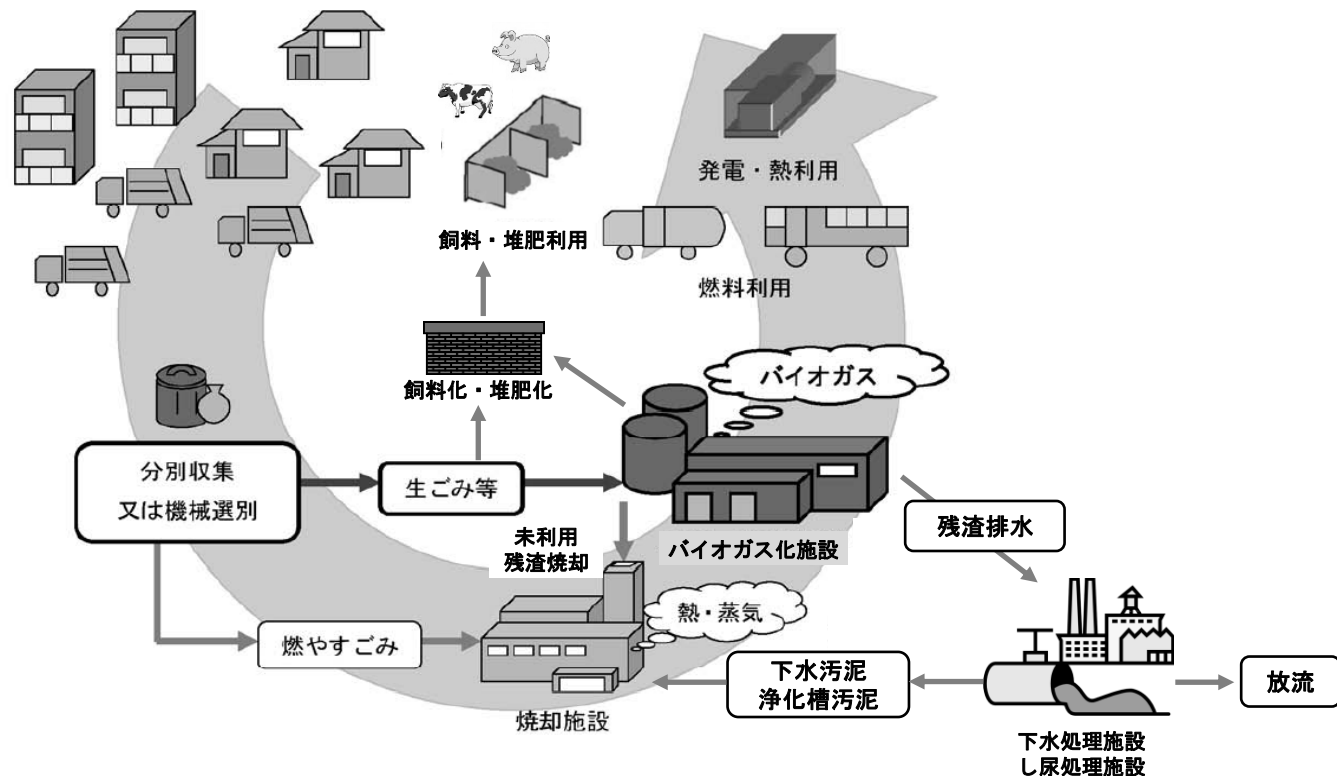 発電・熱利用
飼料・堆肥利用
燃料利用
バイオガス
飼料化・堆肥化
分別収集
又は機械選別
生ごみ等
未利用
残渣焼却
バイオガス化施設
残渣排水
熱・蒸気
燃やすごみ
下水汚泥
浄化槽汚泥
放流
焼却施設
下水処理施設
し尿処理施設